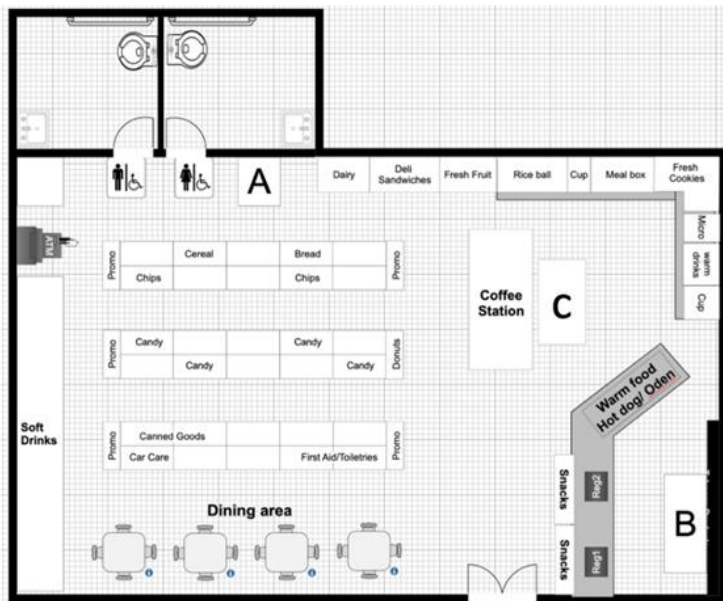 A
Dairy
Deli
Sandwiches
Fresh Fruit
Rice ball
Cup
Meal box
Fresh
Cookies
ATM
Micro
warm
drinks
Cup
Promo
Cereal
Bread
Promo
Chips
Chips
Coffee
Station
C
Promo
Candy
Candy
Donuts
Candy
Candy
Warm food
Hot dog/ Oden
Soft
Drinks
Promo
Canned Goods
Promo
Car Care
First Aid/Toiletries
Snacks
Reg2
B
Dining area
Snacks
Reg1